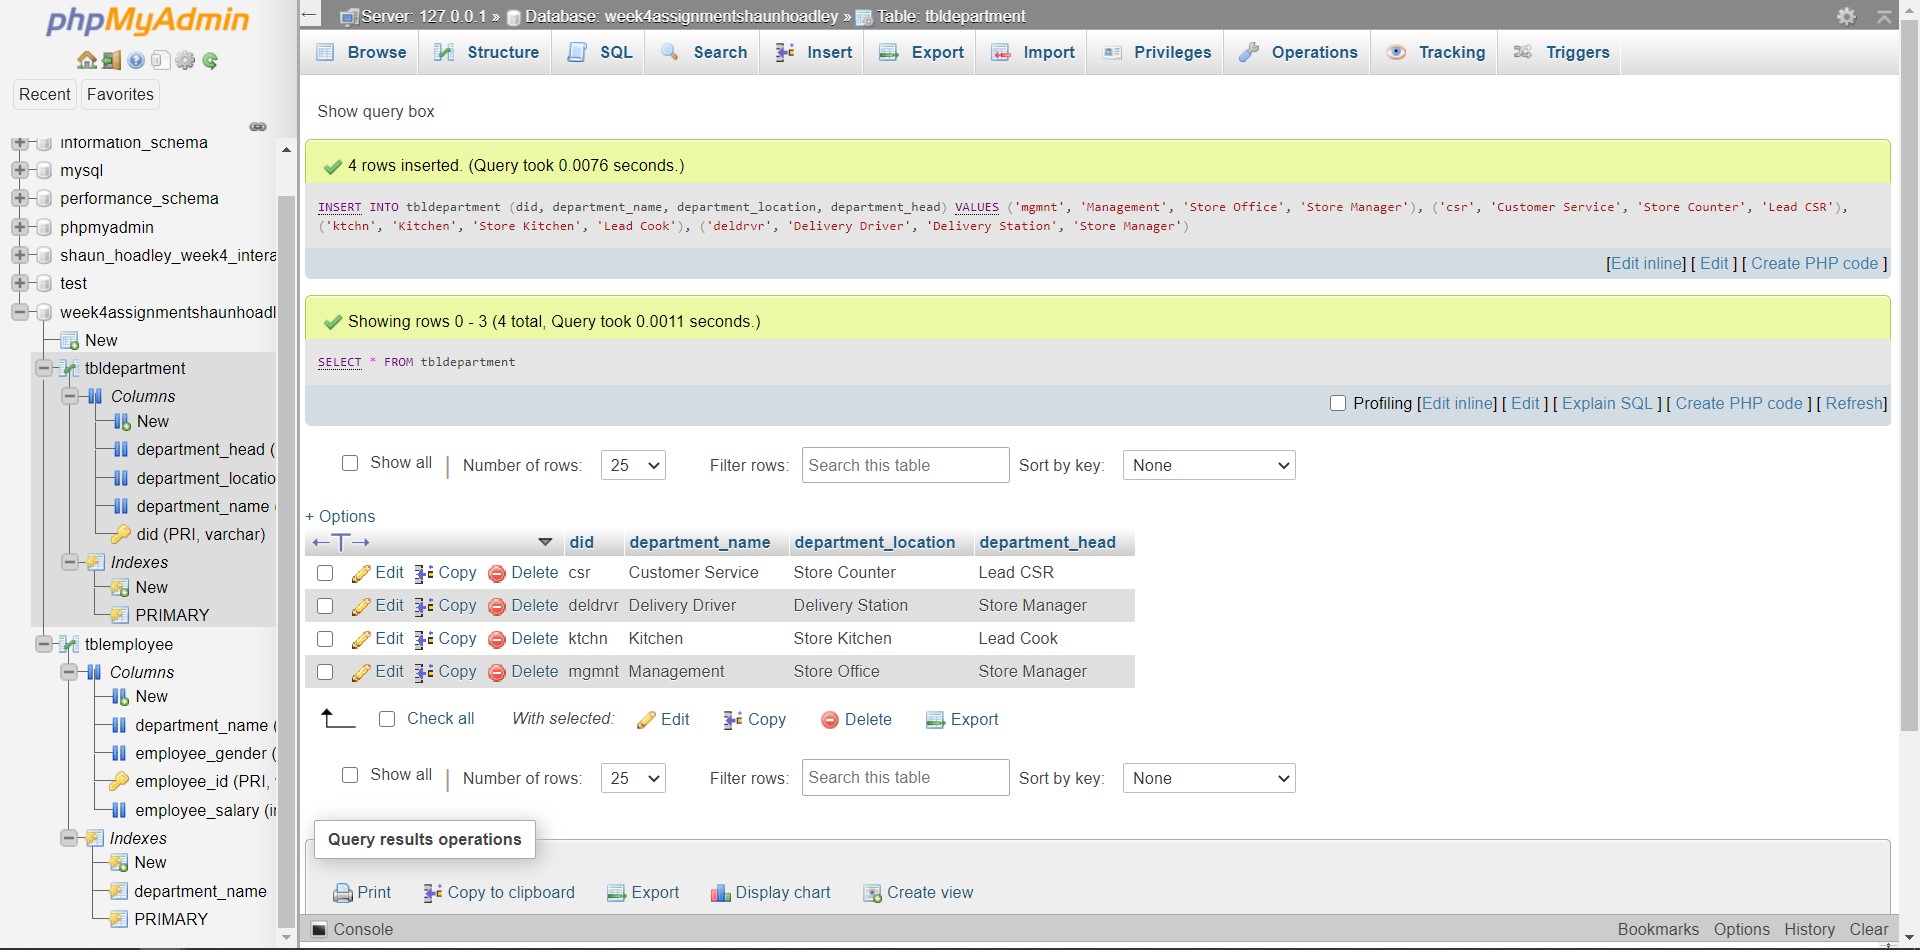 phpMyAdmin
Recent Favorites
information_schema
mysql
performance_schema
phpmyadmin
shaun_hoadley_week4_intera
test
week4assignmentshaunhoadl
New
tbldepartment
Columns
New
department_head (
department_locatio
department_name
did (PRI, varchar)
Indexes
New
PRIMARY
tblemployee
Columns
New
department_name (
employee_gender (
employee_id (PRI,
employee_salary (i
Indexes
New
department_name
PRIMARY
Server: 127.0.0.1 » Database: week4assignmentshaunhoadley » Table: tbldepartment
Browse Structure SQL Search Insert Export Import Privileges Operations Tracking Triggers
Show query box
4 rows inserted. (Query took 0.0076 seconds.)
INSERT INTO tbldepartment (did, department_name, department_location, department_head) VALUES ('mgmnt', 'Management', 'Store Office', 'Store Manager'), ('csr', 'Customer Service', 'Store Counter', 'Lead CSR'),
('ktchn', 'Kitchen', 'Store Kitchen', 'Lead Cook'), ('deldrvr', 'Delivery Driver', 'Delivery Station', 'Store Manager')
[Edit inline] [ Edit ] [ Create PHP code ]
Showing rows 0 - 3 (4 total, Query took 0.0011 seconds.)
SELECT * FROM tbldepartment
Profiling [Edit inline] [ Edit ] [ Explain SQL ] [ Create PHP code ] [ Refresh]
Show all | Number of rows: 25 Filter rows: Search this table Sort by key: None
+ Options
←T→ did department_name department_location department_head
Edit Copy Delete csr Customer Service Store Counter Lead CSR
Edit Copy Delete deldrvr Delivery Driver Delivery Station Store Manager
Edit Copy Delete ktchn Kitchen Store Kitchen Lead Cook
Edit Copy Delete mgmnt Management Store Office Store Manager
Check all With selected: Edit Copy Delete Export
Show all | Number of rows: 25 Filter rows: Search this table Sort by key: None
Query results operations
Print Copy to clipboard Export Display chart Create view
Console Bookmarks Options History Clear